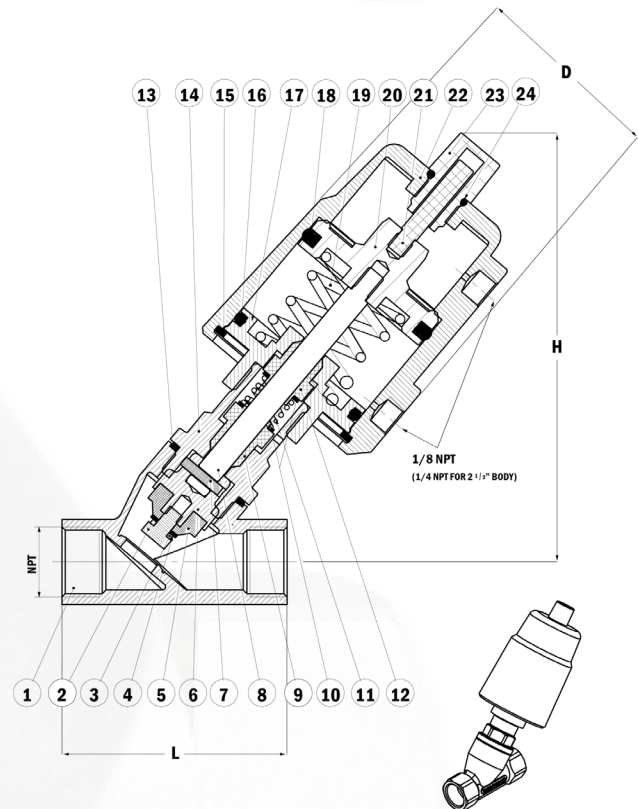 D
13 14 15 16 17 18 19 20 21 22 23 24
H
1/8 NPT
(1/4 NPT FOR 2 1/2" BODY)
NPT
1 2 3 4 5 6 7 8 9 10 11 12
L